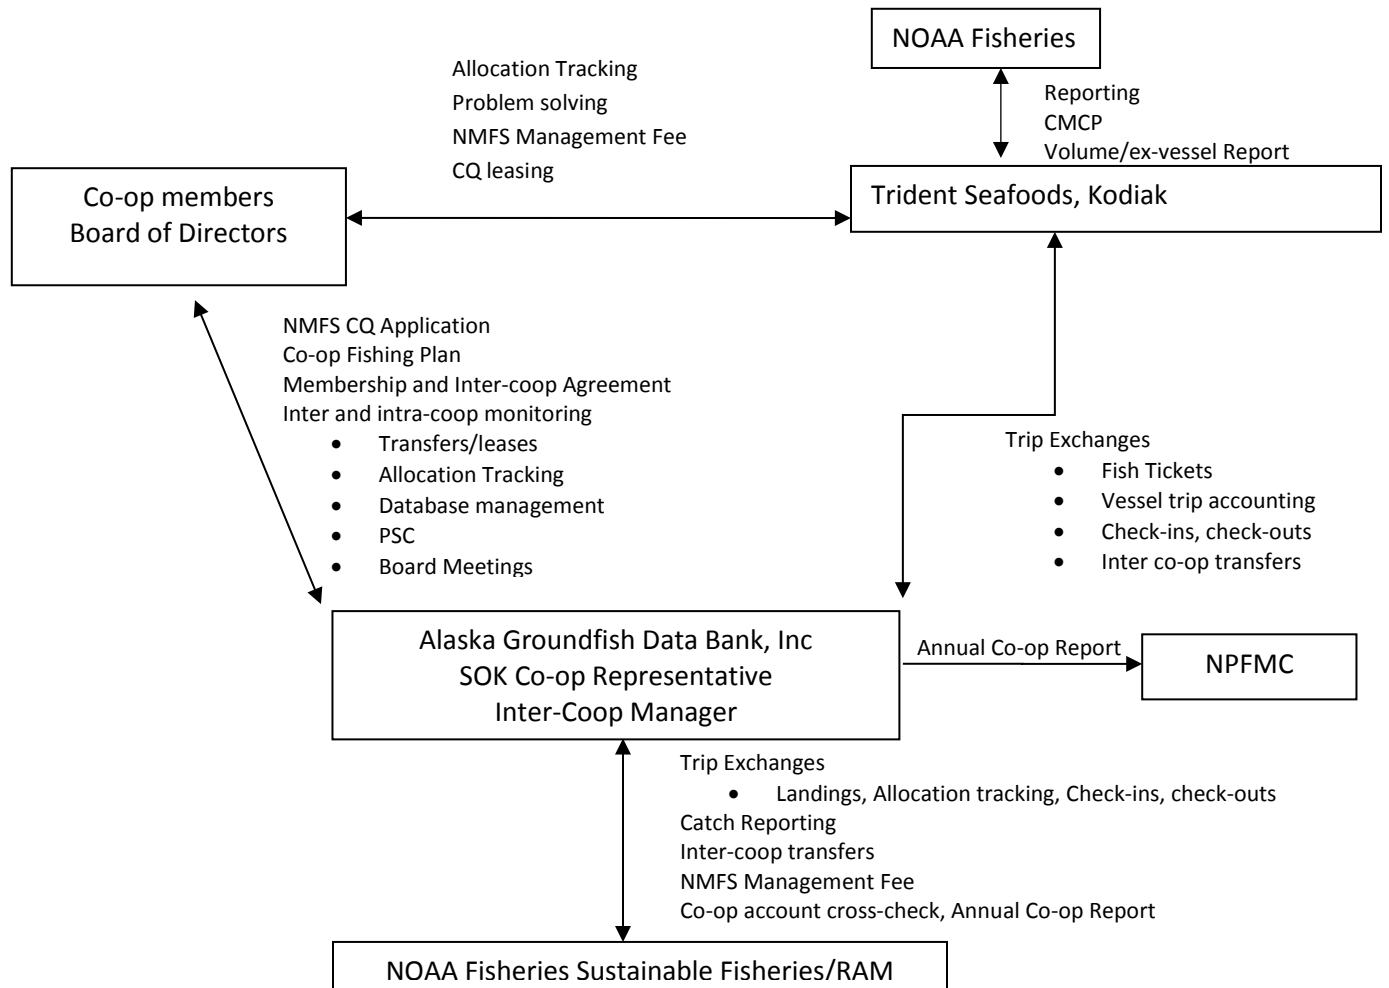 NOAA Fisheries
Allocation Tracking
Problem solving
NMFS Management Fee
CQ leasing
Reporting
CMCP
Volume/ex-vessel Report
Co-op members
Board of Directors
Trident Seafoods, Kodiak
NMFS CQ Application
Co-op Fishing Plan
Membership and Inter-coop Agreement
Inter and intra-coop monitoring
• Transfers/leases
• Allocation Tracking
• Database management
• PSC
• Board Meetings
Trip Exchanges
• Fish Tickets
• Vessel trip accounting
• Check-ins, check-outs
• Inter co-op transfers
Alaska Groundfish Data Bank, Inc
SOK Co-op Representative
Inter-Coop Manager
Annual Co-op Report
NPFMC
Trip Exchanges
• Landings, Allocation tracking, Check-ins, check-outs
Catch Reporting
Inter-coop transfers
NMFS Management Fee
Co-op account cross-check, Annual Co-op Report
NOAA Fisheries Sustainable Fisheries/RAM